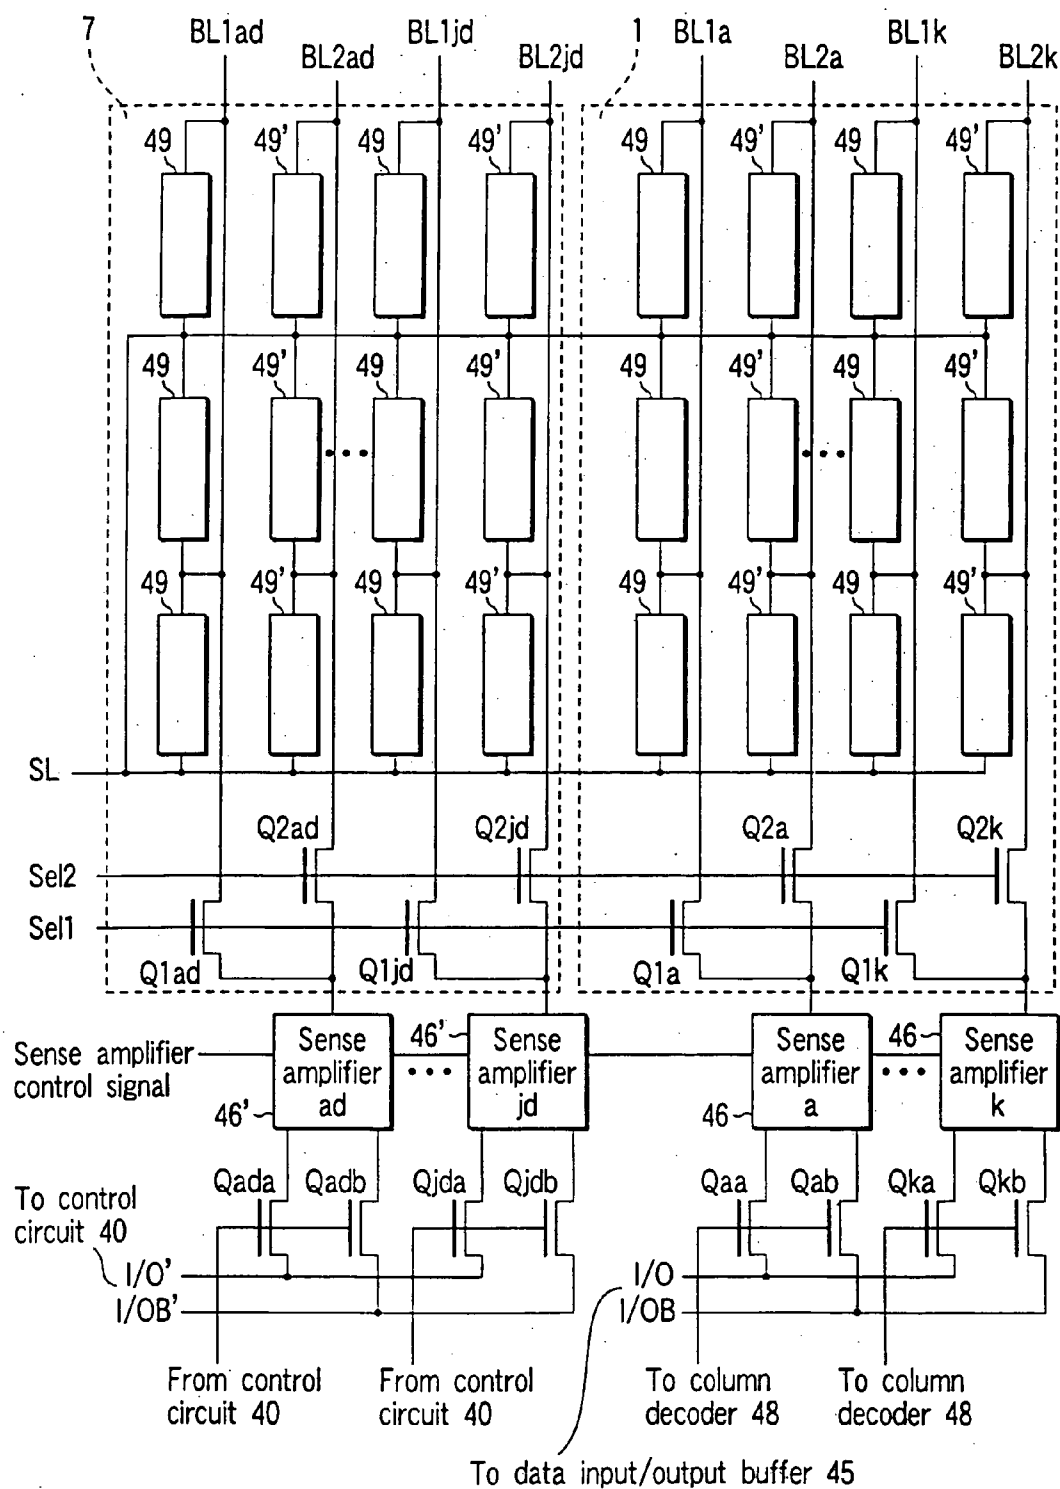 7
BL1ad
BL2ad
BL1jd
BL2jd
1
BL1a
BL2a
BL1k
BL2k
49 49' 49 49' 49 49' 49 49'
49 49' 49 49' 49 49' 49 49'
49 49' 49 49' 49 49' 49 49'
SL
Q2ad Q2jd Q2a Q2k
Sel2
Sel1
Q1ad Q1jd Q1a Q1k
Sense amplifier
control signal
46'
Sense
amplifier
ad
46'
Sense
amplifier
jd
46
Sense
amplifier
a
46
Sense
amplifier
k
Qada Qadb Qjda Qjdb Qaa Qab Qka Qkb
To control
circuit 40
I/O'
I/OB'
I/O
I/OB
From control
circuit 40
From control
circuit 40
To column
decoder 48
To column
decoder 48
To data input/output buffer 45